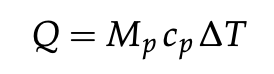 Q = M_p c_p ΔT